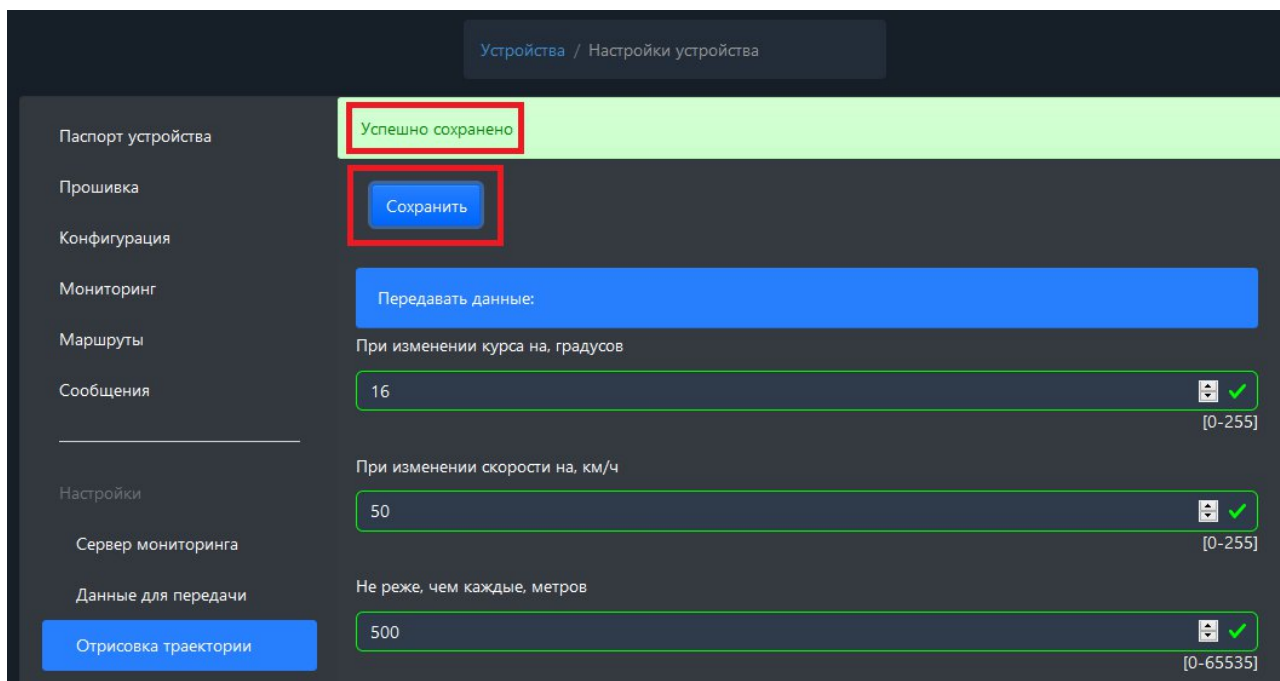 Устройства / Настройки устройства
Паспорт устройства
Прошивка
Конфигурация
Мониторинг
Маршруты
Сообщения
Настройки
Сервер мониторинга
Данные для передачи
Отрисовка траектории
Успешно сохранено
Сохранить
Передавать данные:
При изменении курса на, градусов
16
[0-255]
При изменении скорости на, км/ч
50
[0-255]
Не реже, чем каждые, метров
500
[0-65535]